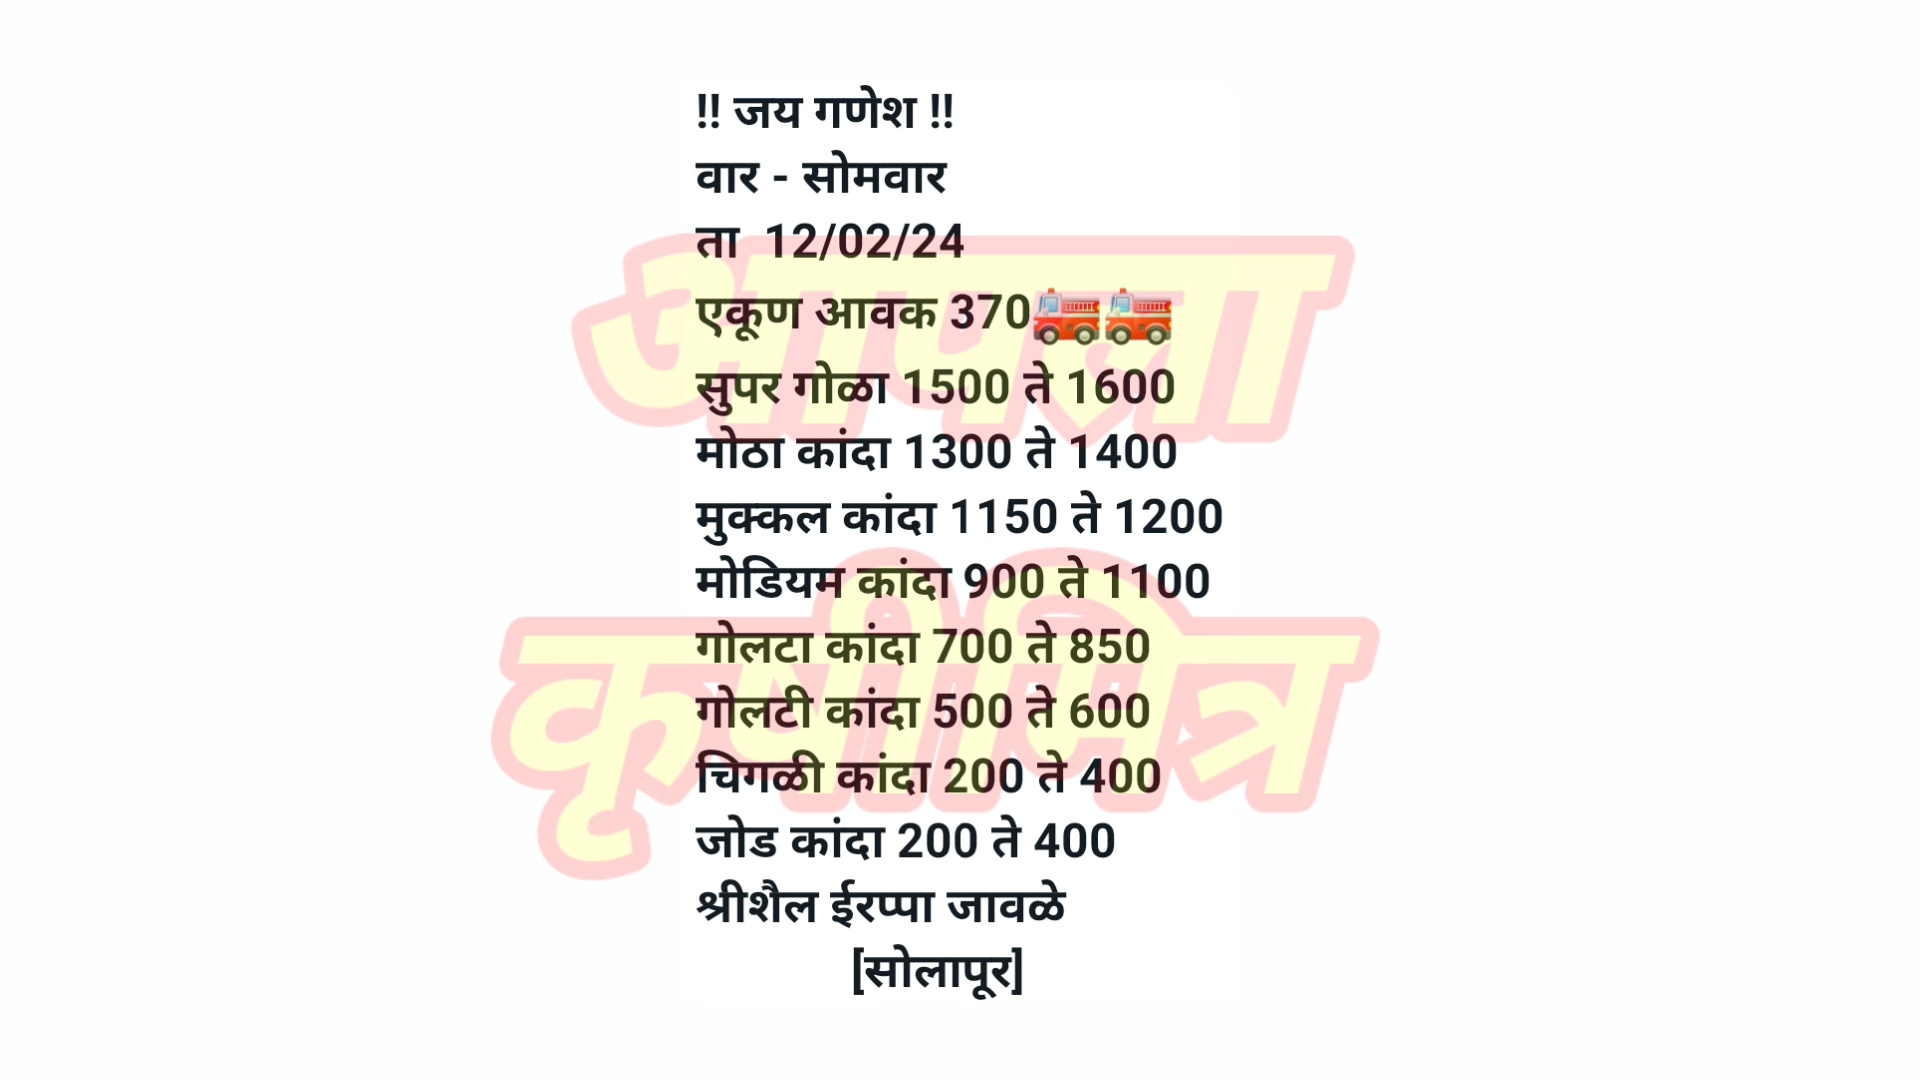 !! जय गणेश !!
वार - सोमवार
ता 12/02/24
एकूण आवक 370🚒🚒
सुपर गोळा 1500 ते 1600
मोठा कांदा 1300 ते 1400
मुक्कल कांदा 1150 ते 1200
मोडियम कांदा 900 ते 1100
गोलटा कांदा 700 ते 850
गोलटी कांदा 500 ते 600
चिगळी कांदा 200 ते 400
जोड कांदा 200 ते 400
श्रीशैल ईरप्पा जावळे
[सोलापूर]
आपला
कृषीमित्र